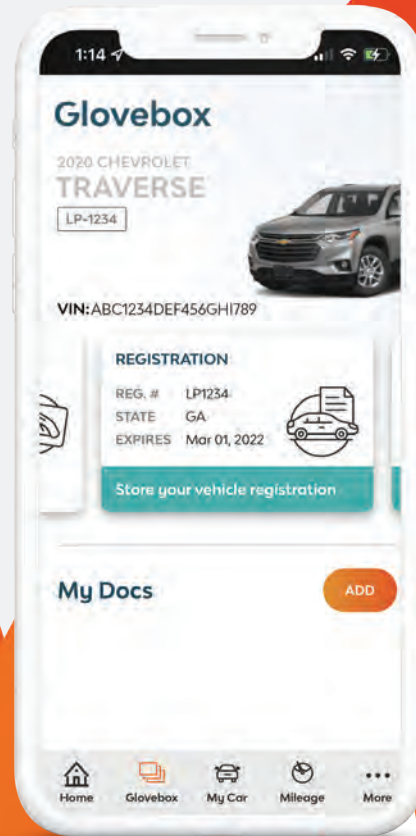 1:14
Glovebox
2020 CHEVROLET
TRAVERSE
LP-1234
VIN: ABC1234DEF456GHI789
REGISTRATION
REG. # LP1234
STATE GA
EXPIRES Mar 01, 2022
Store your vehicle registration
My Docs
ADD
Home Glovebox My Car Mileage More